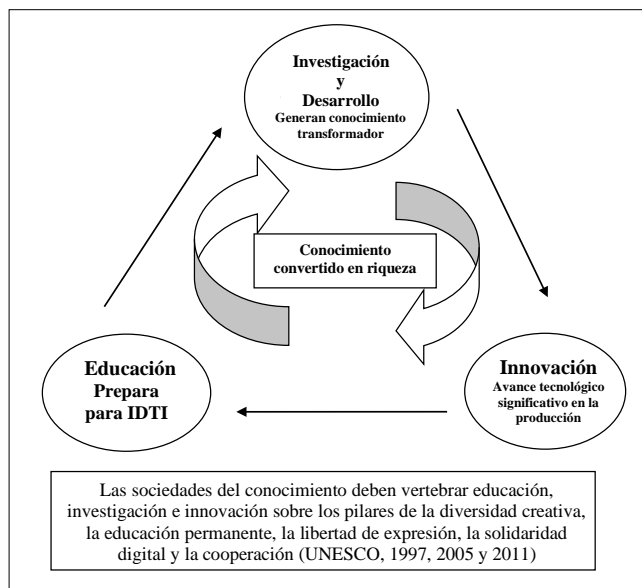 Investigación
y
Desarrollo
Generan conocimiento
transformador
Conocimiento
convertido en riqueza
Educación
Prepara
para IDTI
Innovación
Avance tecnológico
significativo en la
producción
Las sociedades del conocimiento deben vertebrar educación,
investigación e innovación sobre los pilares de la diversidad creativa,
la educación permanente, la libertad de expresión, la solidaridad
digital y la cooperación (UNESCO, 1997, 2005 y 2011)